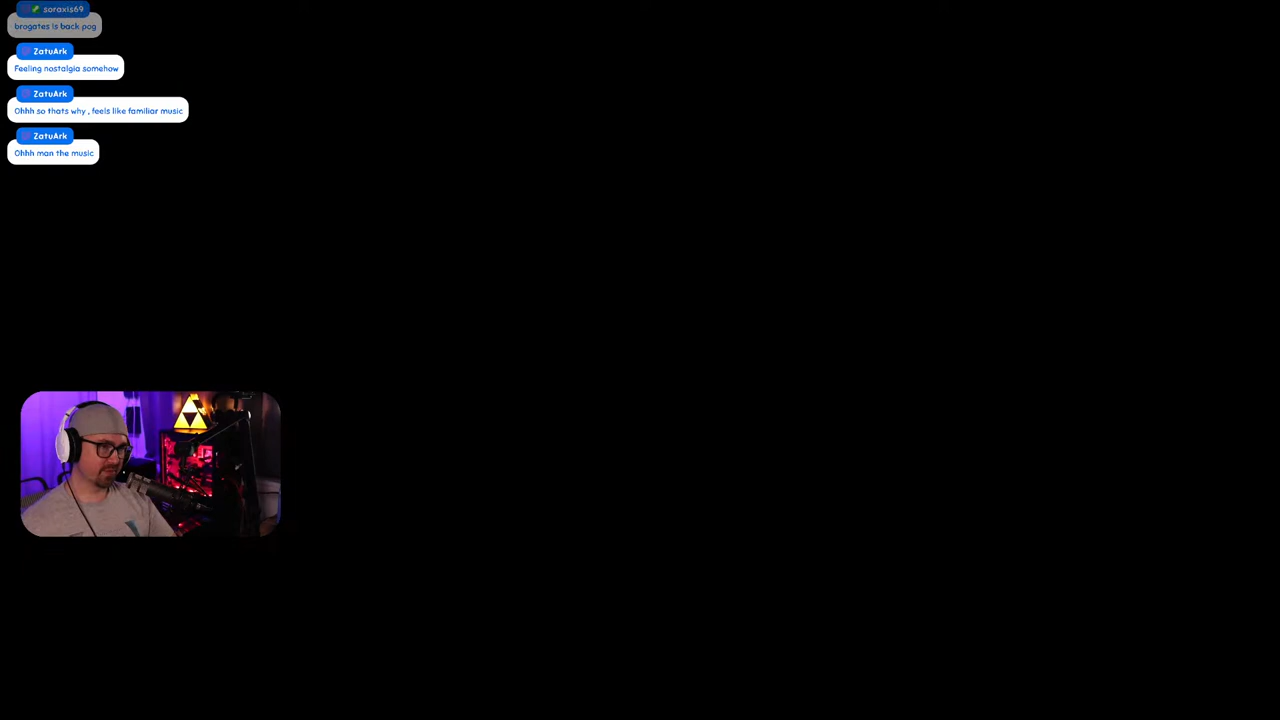 soraxis69
brogates is back pog
ZatuArk
Feeling nostalgia somehow
ZatuArk
Ohhh so thats why , feels like familiar music
ZatuArk
Ohhh man the music